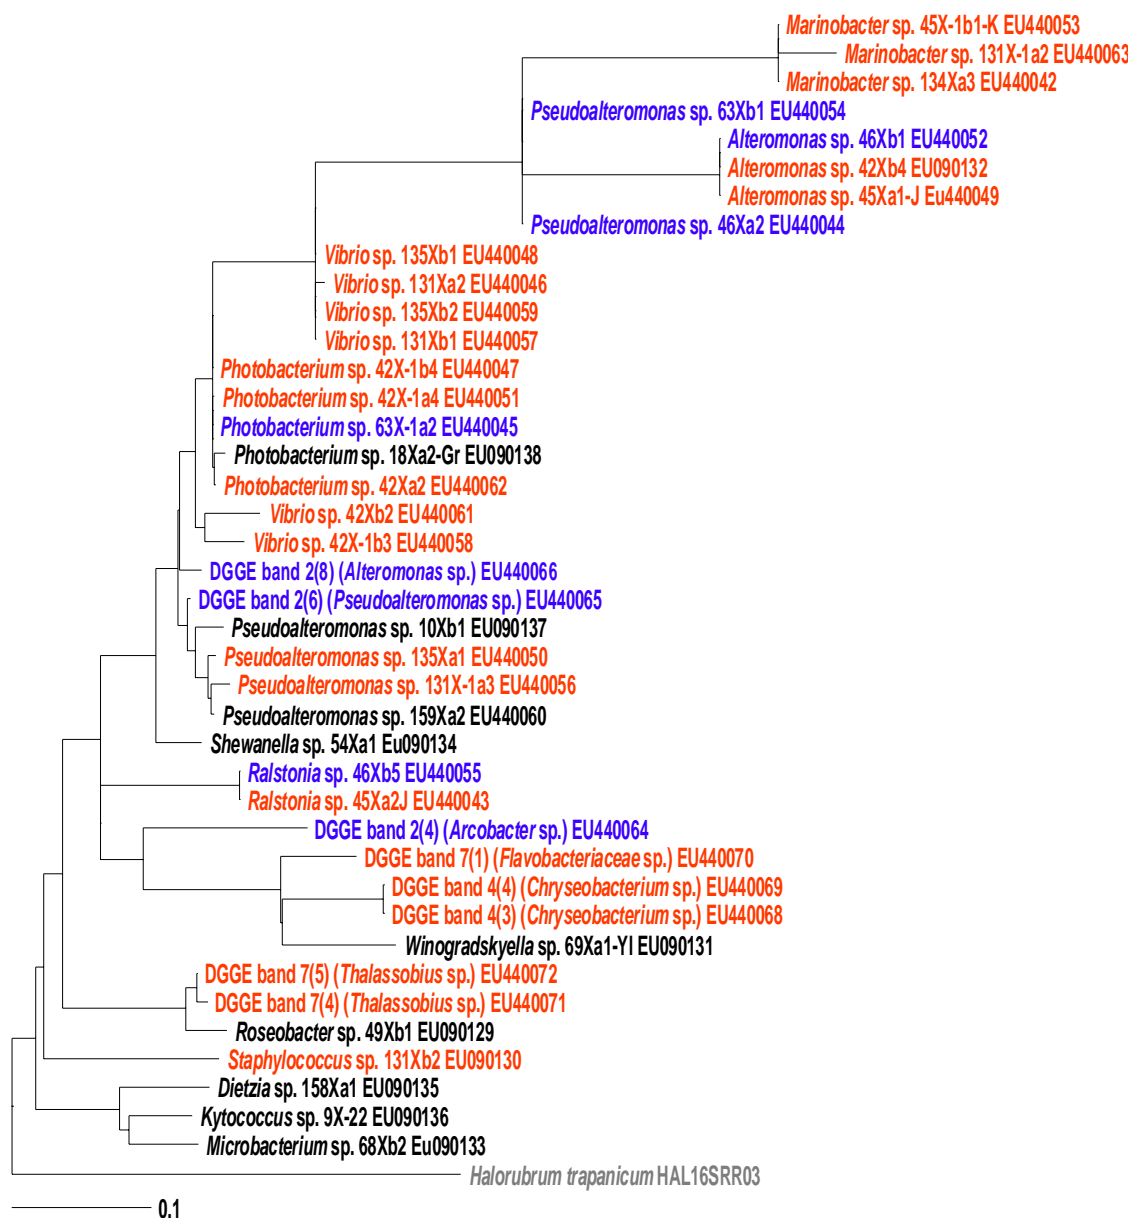 Marinobacter sp. 45X-1b1-K EU440053
Marinobacter sp. 131X-1a2 EU440063
Marinobacter sp. 134Xa3 EU440042
Pseudoalteromonas sp. 63Xb1 EU440054
Alteromonas sp. 46Xb1 EU440052
Alteromonas sp. 42Xb4 EU090132
Alteromonas sp. 45Xa1-J Eu440049
Pseudoalteromonas sp. 46Xa2 EU440044
Vibrio sp. 135Xb1 EU440048
Vibrio sp. 131Xa2 EU440046
Vibrio sp. 135Xb2 EU440059
Vibrio sp. 131Xb1 EU440057
Photobacterium sp. 42X-1b4 EU440047
Photobacterium sp. 42X-1a4 EU440051
Photobacterium sp. 63X-1a2 EU440045
Photobacterium sp. 18Xa2-Gr EU090138
Photobacterium sp. 42Xa2 EU440062
Vibrio sp. 42Xb2 EU440061
Vibrio sp. 42X-1b3 EU440058
DGGE band 2(8) (Alteromonas sp.) EU440066
DGGE band 2(6) (Pseudoalteromonas sp.) EU440065
Pseudoalteromonas sp. 10Xb1 EU090137
Pseudoalteromonas sp. 135Xa1 EU440050
Pseudoalteromonas sp. 131X-1a3 EU440056
Pseudoalteromonas sp. 159Xa2 EU440060
Shewanella sp. 54Xa1 Eu090134
Ralstonia sp. 46Xb5 EU440055
Ralstonia sp. 45Xa2J EU440043
DGGE band 2(4) (Arcobacter sp.) EU440064
DGGE band 7(1) (Flavobacteriaceae sp.) EU440070
DGGE band 4(4) (Chryseobacterium sp.) EU440069
DGGE band 4(3) (Chryseobacterium sp.) EU440068
Winogradskyella sp. 69Xa1-Yl EU090131
DGGE band 7(5) (Thalassobius sp.) EU440072
DGGE band 7(4) (Thalassobius sp.) EU440071
Roseobacter sp. 49Xb1 EU090129
Staphylococcus sp. 131Xb2 EU090130
Dietzia sp. 158Xa1 EU090135
Kytococcus sp. 9X-22 EU090136
Microbacterium sp. 68Xb2 Eu090133
Halorubrum trapanicum HAL16SRR03
0.1